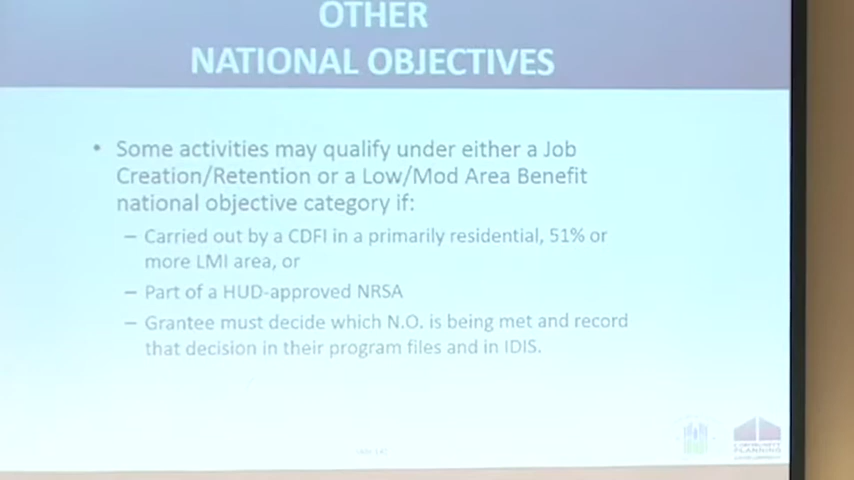 OTHER
NATIONAL OBJECTIVES
• Some activities may qualify under either a Job
Creation/Retention or a Low/Mod Area Benefit
national objective category if:
– Carried out by a CDFI in a primarily residential, 51% or
more LMI area, or
– Part of a HUD-approved NRSA
– Grantee must decide which N.O. is being met and record
that decision in their program files and in IDIS.
COMMUNITY
PLANNING